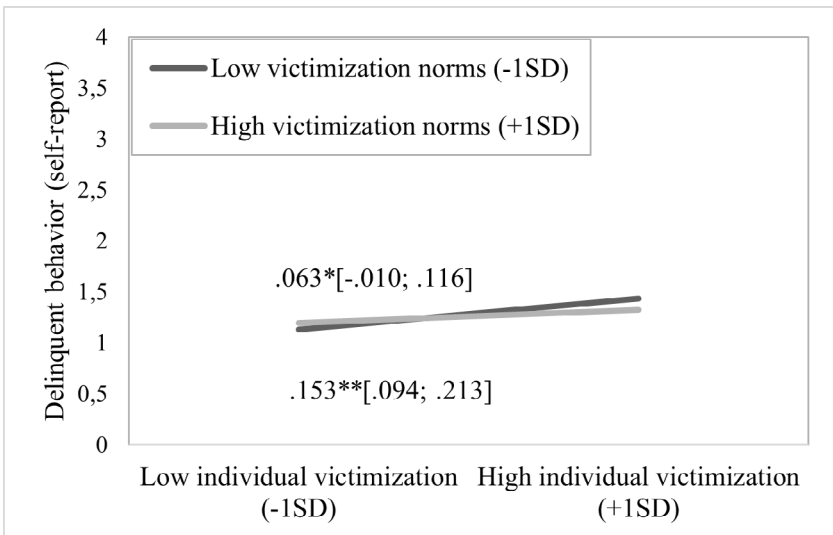 Delinquent behavior (self-report)
4
3,5
3
2,5
2
1,5
1
0,5
0
Low victimization norms (-1SD)
High victimization norms (+1SD)
.063*[-.010; .116]
.153**[.094; .213]
Low individual victimization
(-1SD)
High individual victimization
(+1SD)